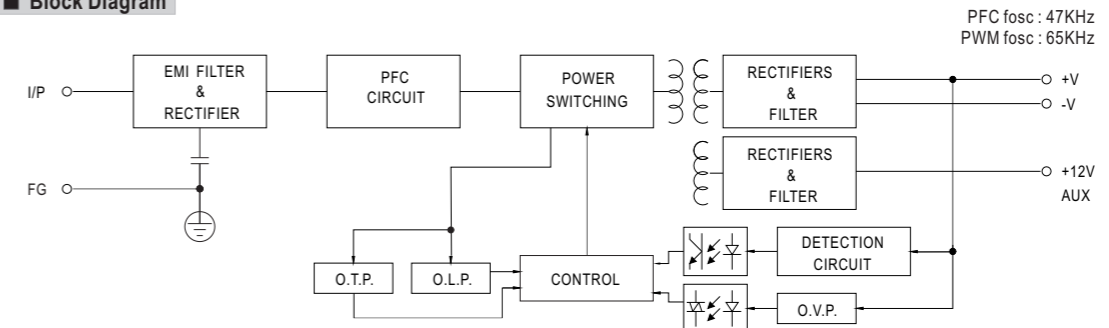 ■ Block Diagram
PFC fosc : 47KHz
PWM fosc : 65KHz
I/P
EMI FILTER
&
RECTIFIER
PFC
CIRCUIT
POWER
SWITCHING
RECTIFIERS
&
FILTER
+V
-V
RECTIFIERS
&
FILTER
+12V
AUX
FG
DETECTION
CIRCUIT
O.T.P.
O.L.P.
CONTROL
O.V.P.